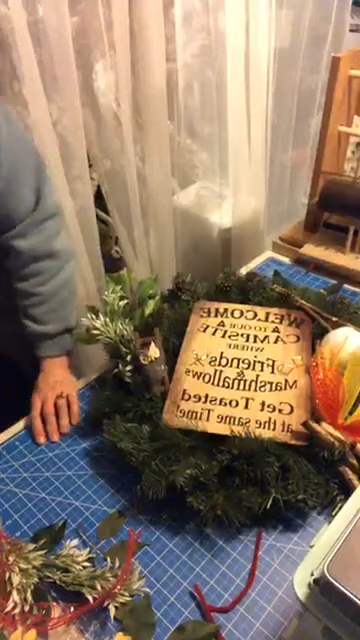 WELCOME
& TO OUR
CAMPSITE
WHERE
Friends
&
Marshmallows
Get Toasted
at the same Time!